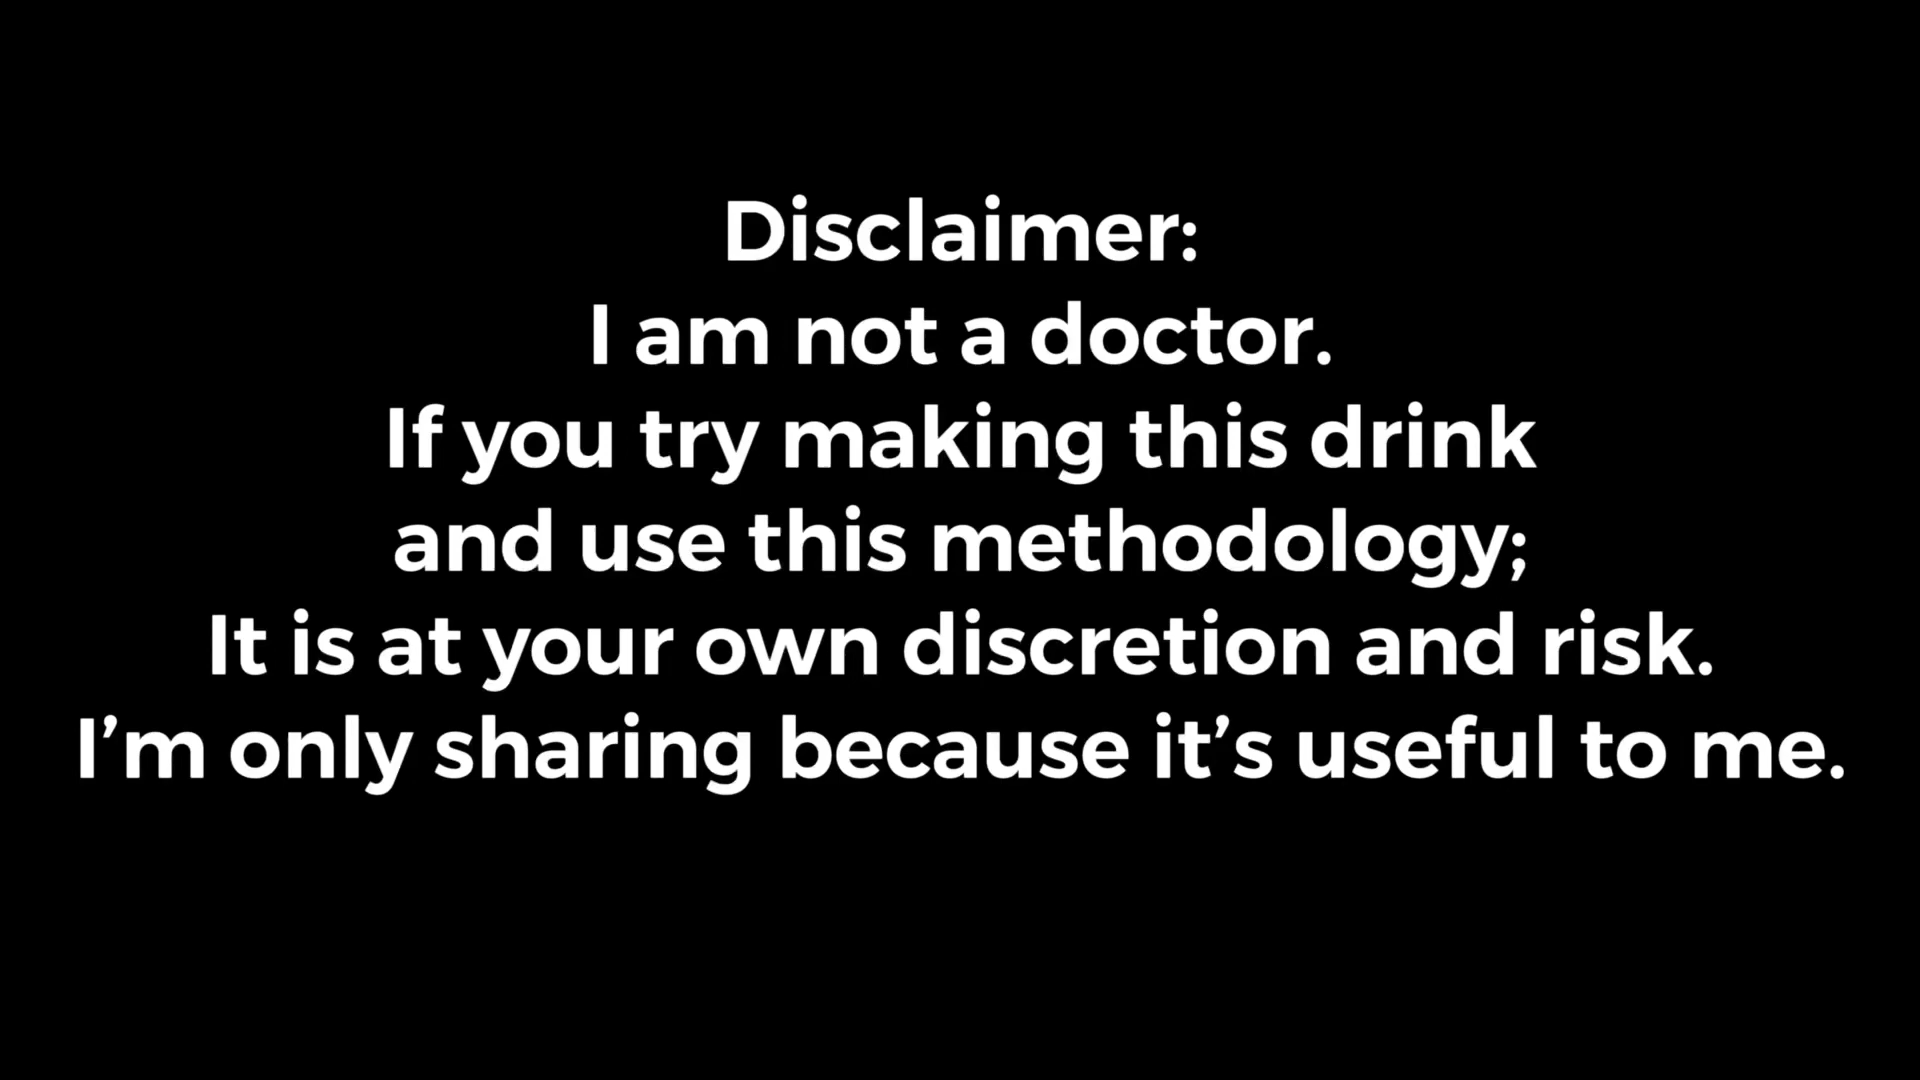 Disclaimer:
I am not a doctor.
If you try making this drink
and use this methodology;
It is at your own discretion and risk.
I’m only sharing because it’s useful to me.